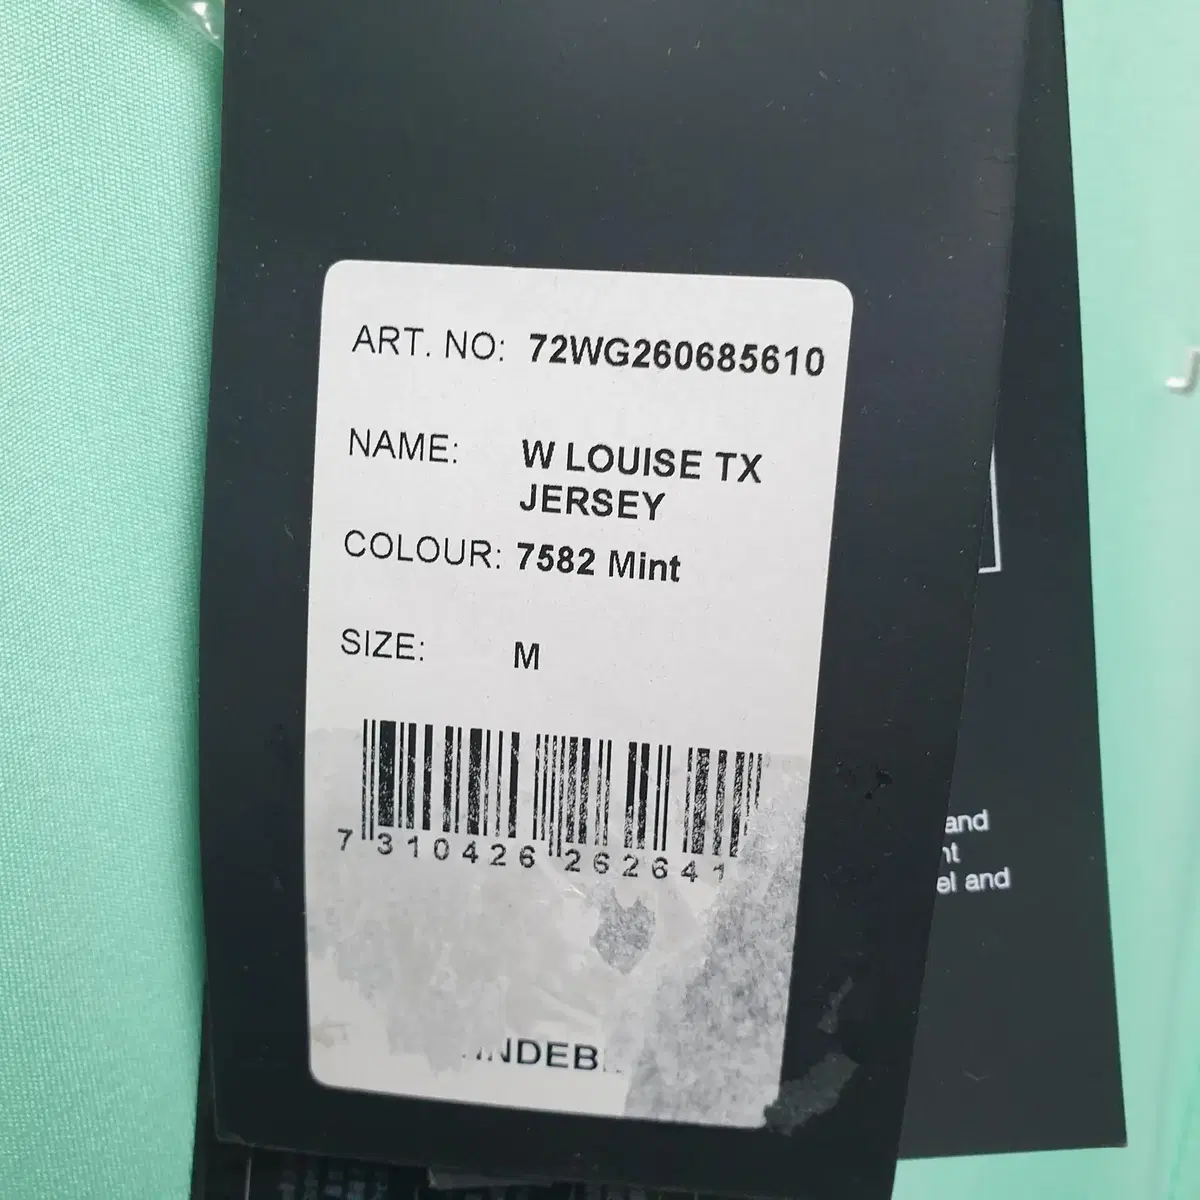 ART. NO: 72WG260685610
NAME: W LOUISE TX
JERSEY
COLOUR: 7582 Mint
SIZE: M
7 310426 262641
and
el and
J